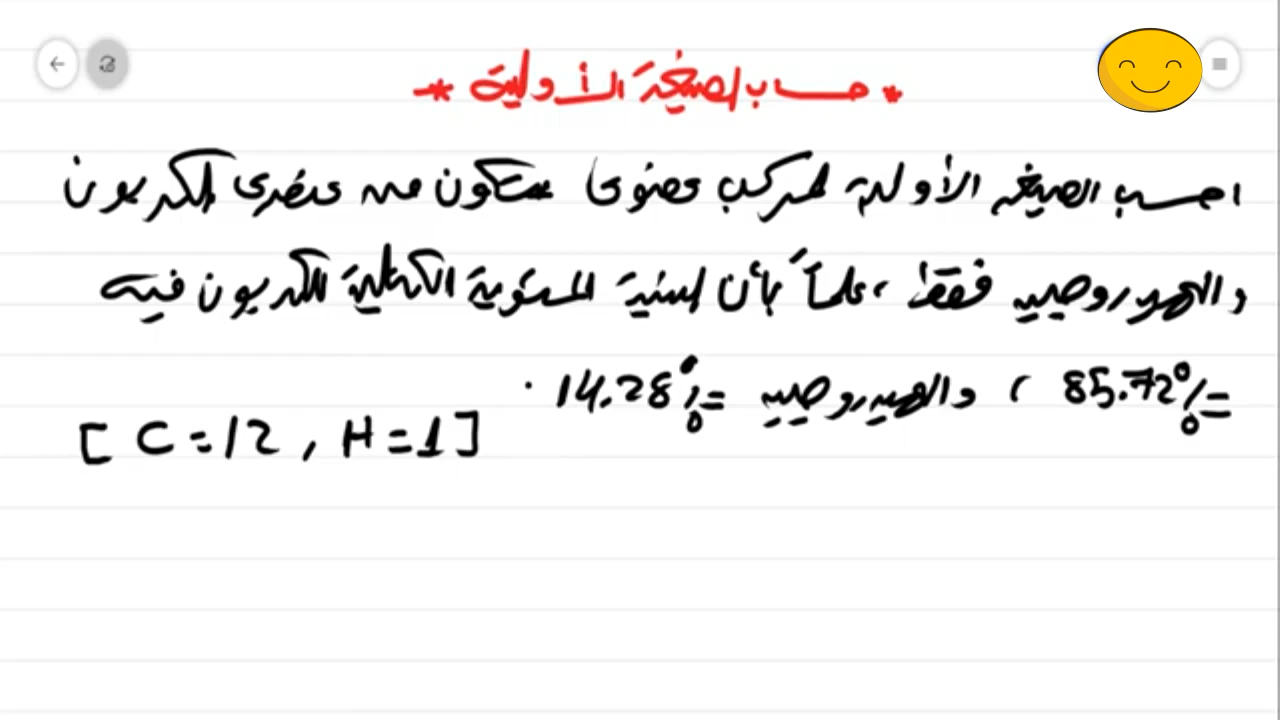 * حساب الصيغة الأولية *
احسب الصيغه الأولية لمركب عضوي يتكون من عنصري الكربون
والهيدروجين فقط ، علماً بأن النسبة المئوية الكتلية للكربون فيه
= 85.72% ، والهيدروجين = 14.28% .
[ C = 12 , H = 1 ]